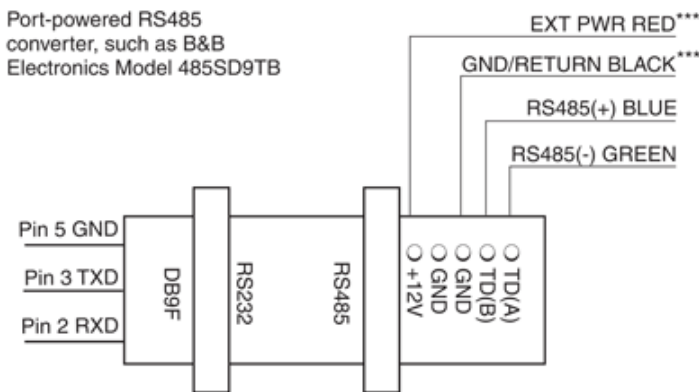 Port-powered RS485
converter, such as B&B
Electronics Model 485SD9TB
EXT PWR RED***
GND/RETURN BLACK***
RS485(+) BLUE
RS485(-) GREEN
Pin 5 GND
Pin 3 TXD
Pin 2 RXD
DB9F
RS232
RS485
+12V
GND
GND
TD(B)
TD(A)